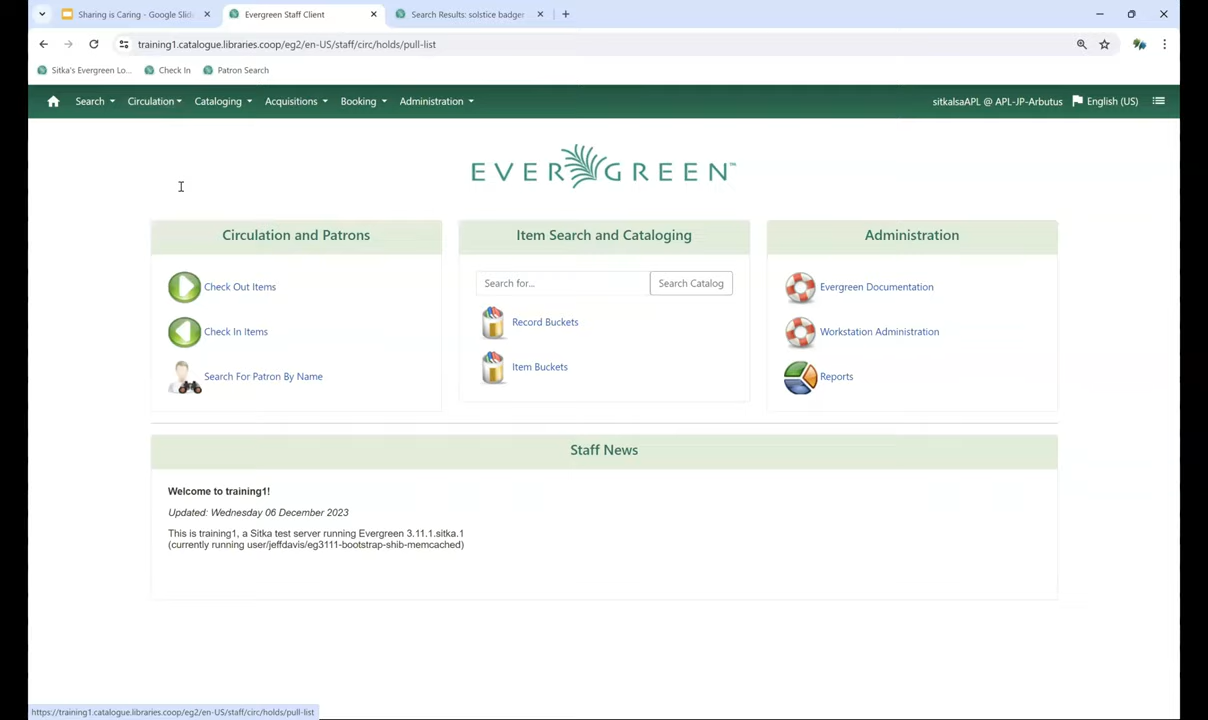 Sharing is Caring - Google Slid
Evergreen Staff Client
Search Results: solstice badger
training1.catalogue.libraries.coop/eg2/en-US/staff/circ/holds/pull-list
Sitka's Evergreen Lo...
Check In
Patron Search
Search
Circulation
Cataloging
Acquisitions
Booking
Administration
sitkalsaAPL @ APL-JP-Arbutus
English (US)
EVERGREEN™
Circulation and Patrons
Check Out Items
Check In Items
Search For Patron By Name
Item Search and Cataloging
Search for...
Search Catalog
Record Buckets
Item Buckets
Administration
Evergreen Documentation
Workstation Administration
Reports
Staff News
Welcome to training1!
Updated: Wednesday 06 December 2023
This is training1, a Sitka test server running Evergreen 3.11.1.sitka.1
(currently running user/jeffdavis/eg3111-bootstrap-shib-memcached)
https://training1.catalogue.libraries.coop/eg2/en-US/staff/circ/holds/pull-list